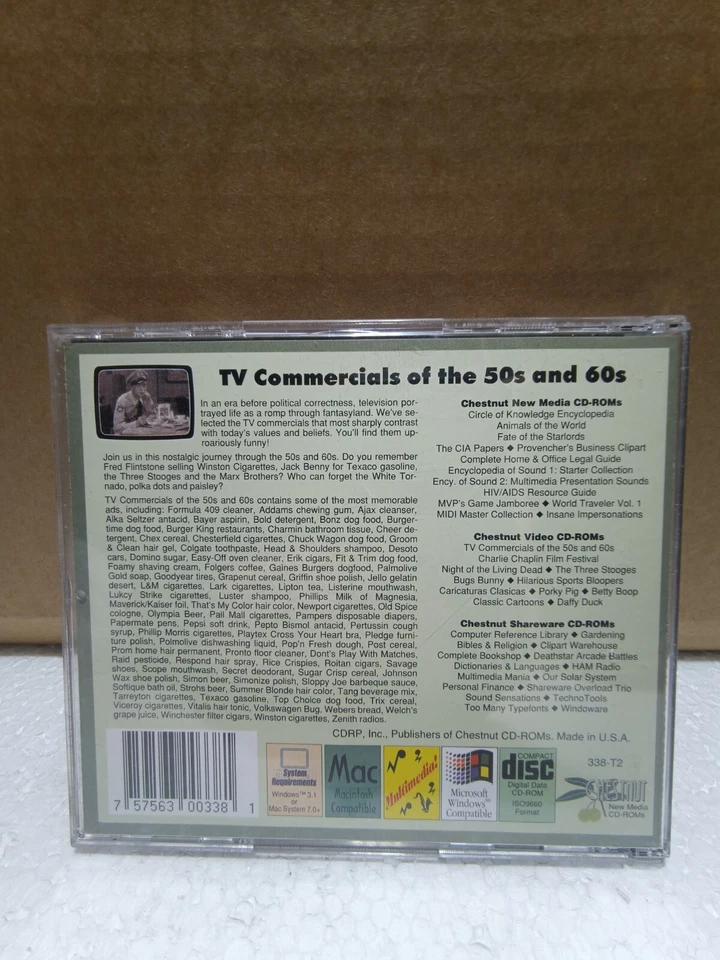 TV Commercials of the 50s and 60s
In an era before political correctness, television por-
trayed life as a romp through fantasyland. We've se-
lected the TV commercials that most sharply contrast
with today's values and beliefs. You'll find them up-
roariously funny!
Join us in this nostalgic journey through the 50s and 60s. Do you remember
Fred Flintstone selling Winston Cigarettes, Jack Benny for Texaco gasoline,
the Three Stooges and the Marx Brothers? Who can forget the White Tor-
nado, polka dots and paisley?
TV Commercials of the 50s and 60s contains some of the most memorable
ads, including: Formula 409 cleaner, Addams chewing gum, Ajax cleanser,
Alka Seltzer antacid, Bayer aspirin, Bold detergent, Bonz dog food, Burger-
time dog food, Burger King restaurants, Charmin bathroom tissue, Cheer de-
tergent, Chex cereal, Chesterfield cigarettes, Chuck Wagon dog food, Groom
& Clean hair gel, Colgate toothpaste, Head & Shoulders shampoo, Desoto
cars, Domino sugar, Easy-Off oven cleaner, Erik cigars, Fit & Trim dog food,
Foamy shaving cream, Folgers coffee, Gaines Burgers dogfood, Palmolive
Gold soap, Goodyear tires, Grapenut cereal, Griffin shoe polish, Jello gelatin
desert, L&M cigarettes, Lark cigarettes, Lipton tea, Listerine mouthwash,
Lukcy Strike cigarettes, Luster shampoo, Phillips Milk of Magnesia,
Maverick/Kaiser foil, That's My Color hair color, Newport cigarettes, Old Spice
cologne, Olympia Beer, Pall Mall cigarettes, Pampers disposable diapers,
Papermate pens, Pepsi soft drink, Pepto Bismol antacid, Pertussin cough
syrup, Phillip Morris cigarettes, Playtex Cross Your Heart bra, Pledge furni-
ture polish, Polmolive dishwashing liquid, Pop'n Fresh dough, Post cereal,
Prom home hair permanent, Pronto floor cleaner, Dont's Play With Matches,
Raid pesticide, Respond hair spray, Rice Crispies, Roitan cigars, Savage
shoes, Scope mouthwash, Secret deodorant, Sugar Crisp cereal, Johnson
Wax shoe polish, Simon beer, Simonize polish, Sloppy Joe barbeque sauce,
Softique bath oil, Strohs beer, Summer Blonde hair color, Tang beverage mix,
Tarreyton cigarettes, Texaco gasoline, Top Choice dog food, Trix cereal,
Viceroy cigarettes, Vitalis hair tonic, Volkswagen Bug, Webers bread, Welch's
grape juice, Winchester filter cigars, Winston cigarettes, Zenith radios.
Chestnut New Media CD-ROMs
Circle of Knowledge Encyclopedia
Animals of the World
Fate of the Starlords
The CIA Papers ◆ Provencher's Business Clipart
Complete Home & Office Legal Guide
Encyclopedia of Sound 1: Starter Collection
Ency. of Sound 2: Multimedia Presentation Sounds
HIV/AIDS Resource Guide
MVP's Game Jamboree ◆ World Traveler Vol. 1
MIDI Master Collection ◆ Insane Impersonations
Chestnut Video CD-ROMs
TV Commercials of the 50s and 60s
Charlie Chaplin Film Festival
Night of the Living Dead ◆ The Three Stooges
Bugs Bunny ◆ Hilarious Sports Bloopers
Caricaturas Clasicas ◆ Porky Pig ◆ Betty Boop
Classic Cartoons ◆ Daffy Duck
Chestnut Shareware CD-ROMs
Computer Reference Library ◆ Gardening
Bibles & Religion ◆ Clipart Warehouse
Complete Bookshop ◆ Deathstar Arcade Battles
Dictionaries & Languages ◆ HAM Radio
Multimedia Mania ◆ Our Solar System
Personal Finance ◆ Shareware Overload Trio
Sound Sensations ◆ TechnoTools
Too Many Typefonts ◆ Windoware
CDRP, Inc., Publishers of Chestnut CD-ROMs. Made in U.S.A.
7 57563 00338 1
System
Requirements
Windows™ 3.1
or
Mac System 7.0+
Mac
Macintosh
Compatible
Multimedia!
Microsoft
Windows™
Compatible
COMPACT
disc
Digital Data
CD-ROM
ISO9660
Format
338-T2
CHESTNUT
New Media
CD-ROMs